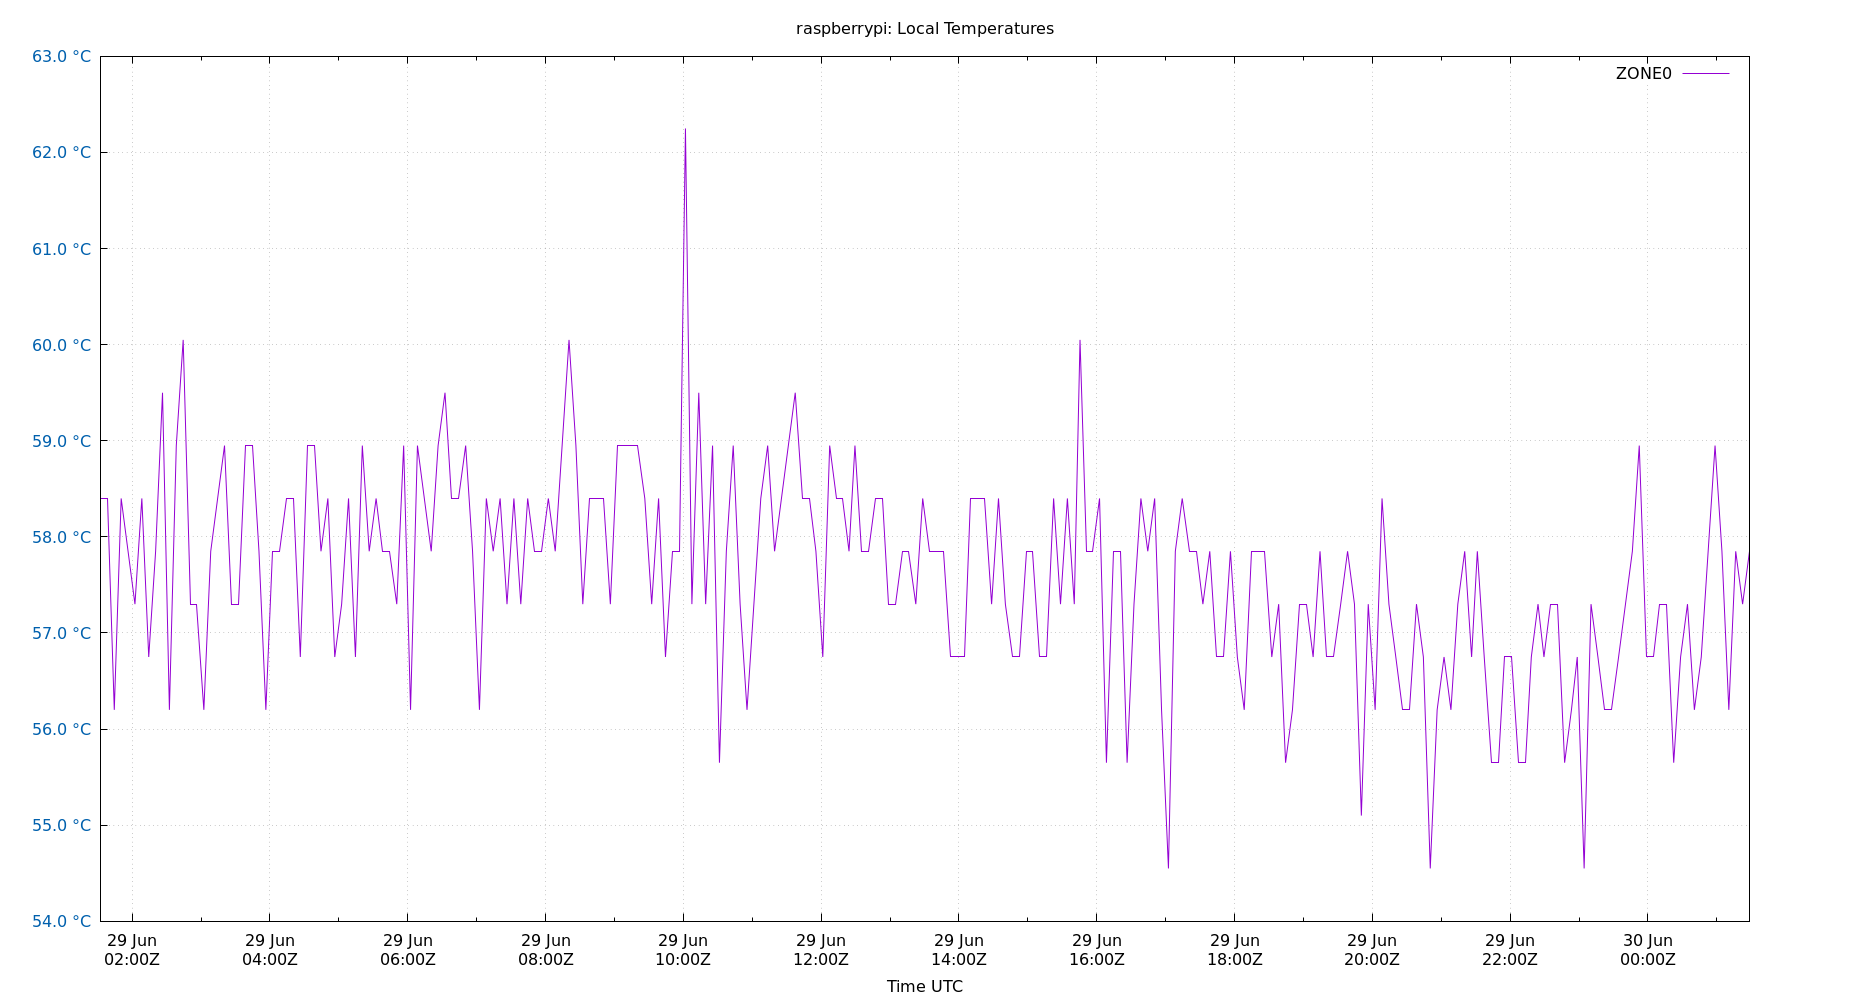 raspberrypi: Local Temperatures
63.0 °C
62.0 °C
61.0 °C
60.0 °C
59.0 °C
58.0 °C
57.0 °C
56.0 °C
55.0 °C
54.0 °C
ZONE0
29 Jun 29 Jun 29 Jun 29 Jun 29 Jun 29 Jun 29 Jun 29 Jun 29 Jun 29 Jun 29 Jun 30 Jun
02:00Z 04:00Z 06:00Z 08:00Z 10:00Z 12:00Z 14:00Z 16:00Z 18:00Z 20:00Z 22:00Z 00:00Z
Time UTC